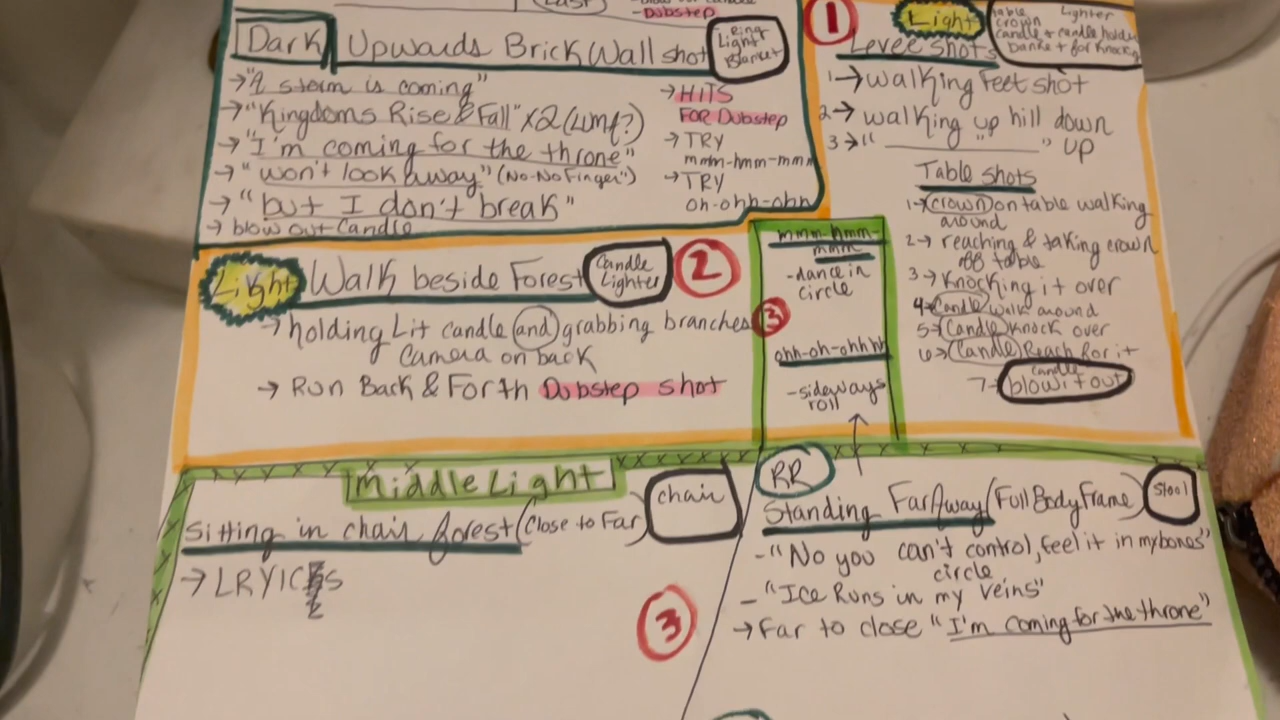 (Last)
-Dubstep
Dark Upwards Brick Wall shot
Ring
Light
Blanket
→"A storm is coming"
→"Kingdoms Rise & Fall" x2 (lump?)
→"I'm coming for the throne"
→"won't look away" (No-No Finger")
→"but I don't break"
→ blow out candle
→HITS
FOR Dubstep
→TRY
mmm-hmm-mmm
→TRY
oh-ohh-ohh
1
Light
table
crown
candle + candle holder
Lighter
Levee shots
1→walking Feet shot
2→ walking up hill down
3→" " up
Table shots
1→crown on table walking
around
2→ reaching & taking crown
off table
3→ Knocking it over
4→Candle walk around
5→Candle knock over
6→Candle Reach for it
7→candle
blow it out
Light Walk beside Forest
Candle
Lighter
2
→holding Lit candle and grabbing branches
Camera on back
→ Run Back & Forth Dubstep shot
mmm-hmm-
mmm
-dance in
circle
3
ohh-oh-ohhhh
-sideways
roll
Middle Light
Sitting in chair forest (Close to Far)
chair
→ LRYICS
3
RR
Standing Far Away (Full Body Frame)
Stool
-"No you can't control, feel it in my bones"
circle
-"Ice Runs in my veins"
→ Far to close "I'm coming for the throne"